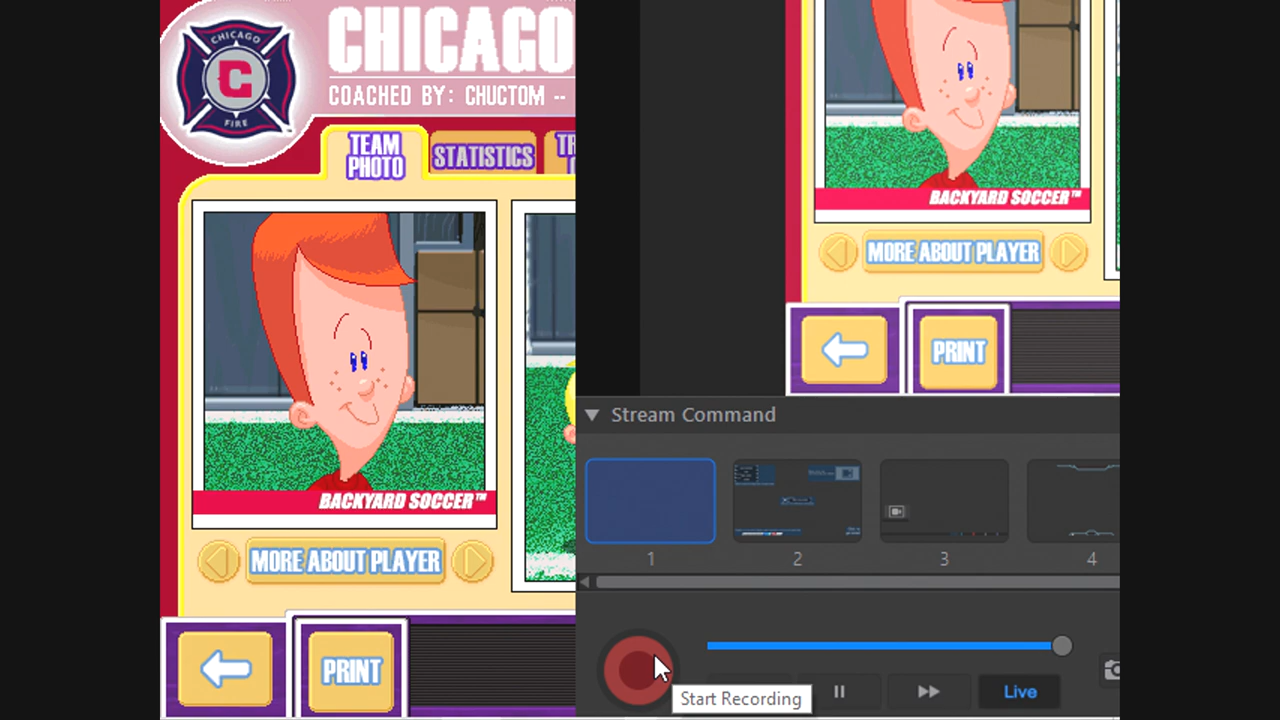 CHICAGO
C
FIRE
CHICAGO
COACHED BY: CHUCTOM --
TEAM
PHOTO
STATISTICS
BACKYARD SOCCER™
MORE ABOUT PLAYER
PRINT
BACKYARD SOCCER™
MORE ABOUT PLAYER
PRINT
Stream Command
1
2
3
4
Live
Start Recording